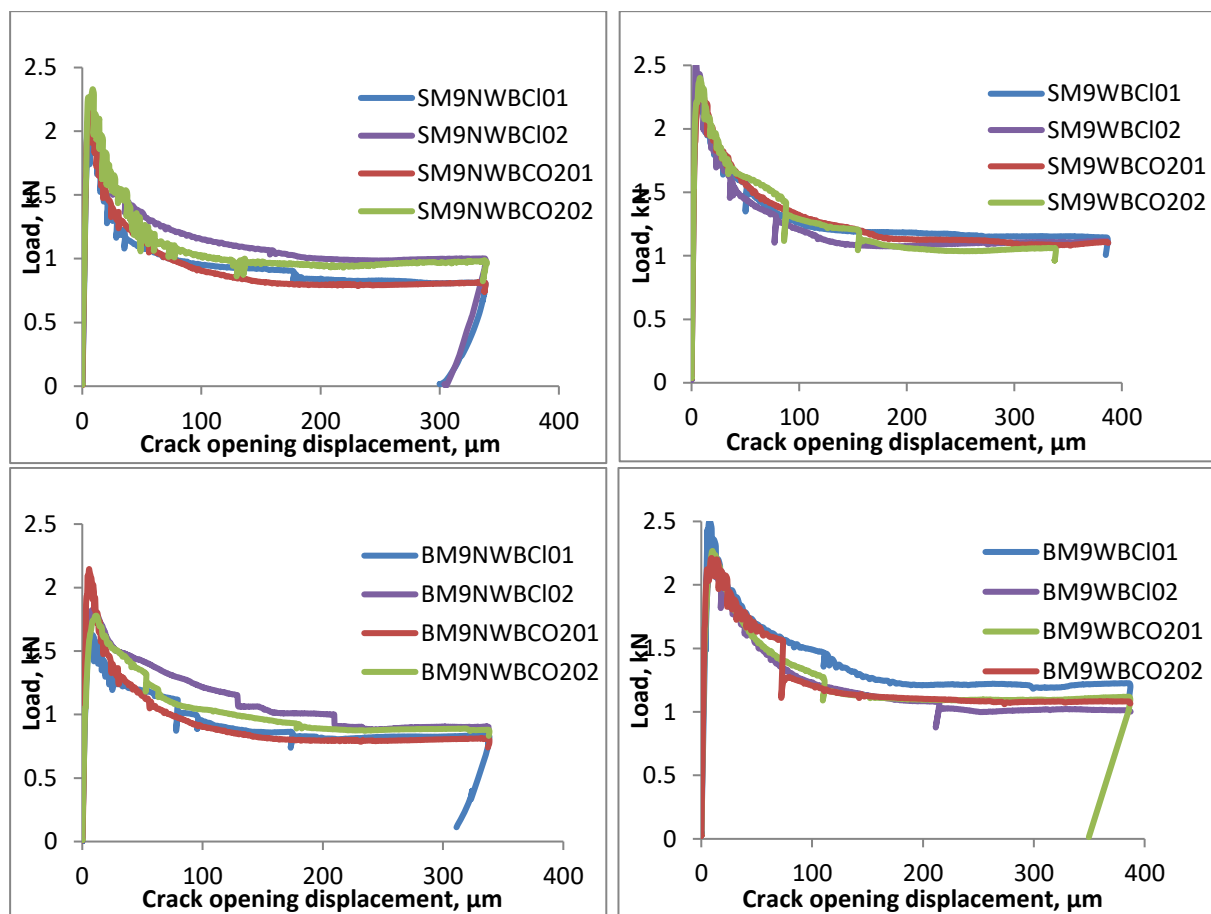 2.5
2
1.5
1
0.5
0
Load, kN
SM9NWBCl01
SM9NWBCl02
SM9NWBCO201
SM9NWBCO202
0 100 200 300 400
Crack opening displacement, µm
2.5
2
1.5
1
0.5
0
Load, kN
SM9WBCl01
SM9WBCl02
SM9WBCO201
SM9WBCO202
0 100 200 300 400
Crack opening displacement, µm
2.5
2
1.5
1
0.5
0
Load, kN
BM9NWBCl01
BM9NWBCl02
BM9NWBCO201
BM9NWBCO202
0 100 200 300 400
Crack opening displacement, µm
2.5
2
1.5
1
0.5
0
Load, kN
BM9WBCl01
BM9WBCl02
BM9WBCO201
BM9WBCO202
0 100 200 300 400
Crack opening displacement, µm